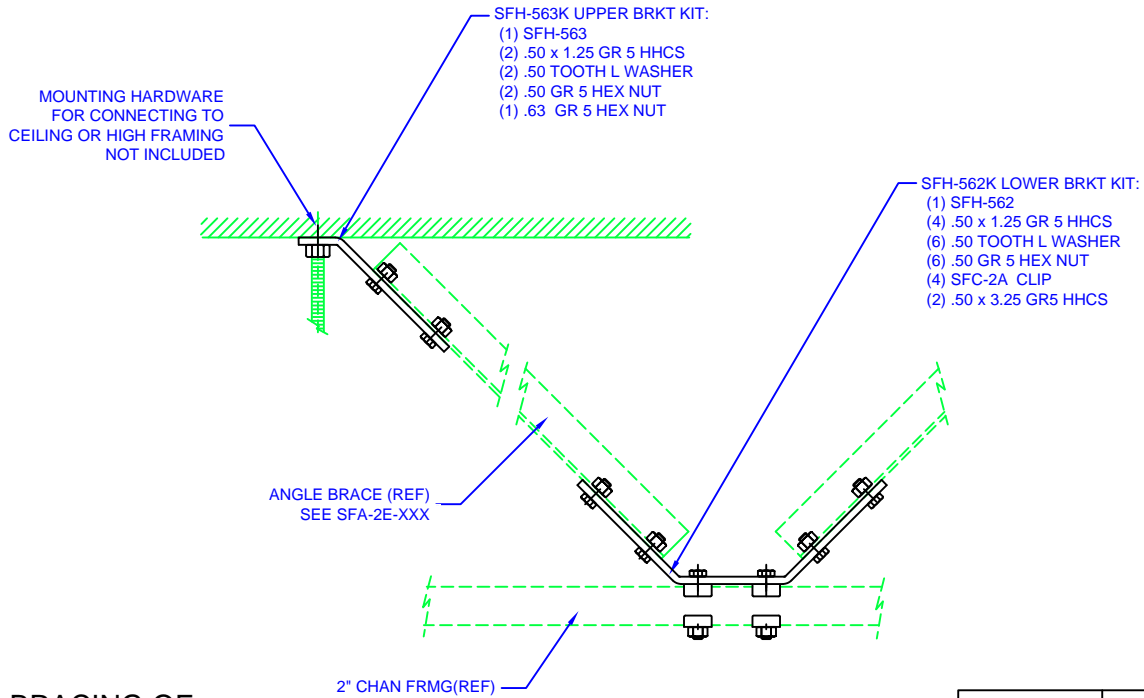 SFH-563K UPPER BRKT KIT:
(1) SFH-563
(2) .50 x 1.25 GR 5 HHCS
(2) .50 TOOTH L WASHER
(2) .50 GR 5 HEX NUT
(1) .63 GR 5 HEX NUT
MOUNTING HARDWARE
FOR CONNECTING TO
CEILING OR HIGH FRAMING
NOT INCLUDED
SFH-562K LOWER BRKT KIT:
(1) SFH-562
(4) .50 x 1.25 GR 5 HHCS
(6) .50 TOOTH L WASHER
(6) .50 GR 5 HEX NUT
(4) SFC-2A CLIP
(2) .50 x 3.25 GR5 HHCS
ANGLE BRACE (REF)
SEE SFA-2E-XXX
2" CHAN FRMG(REF)